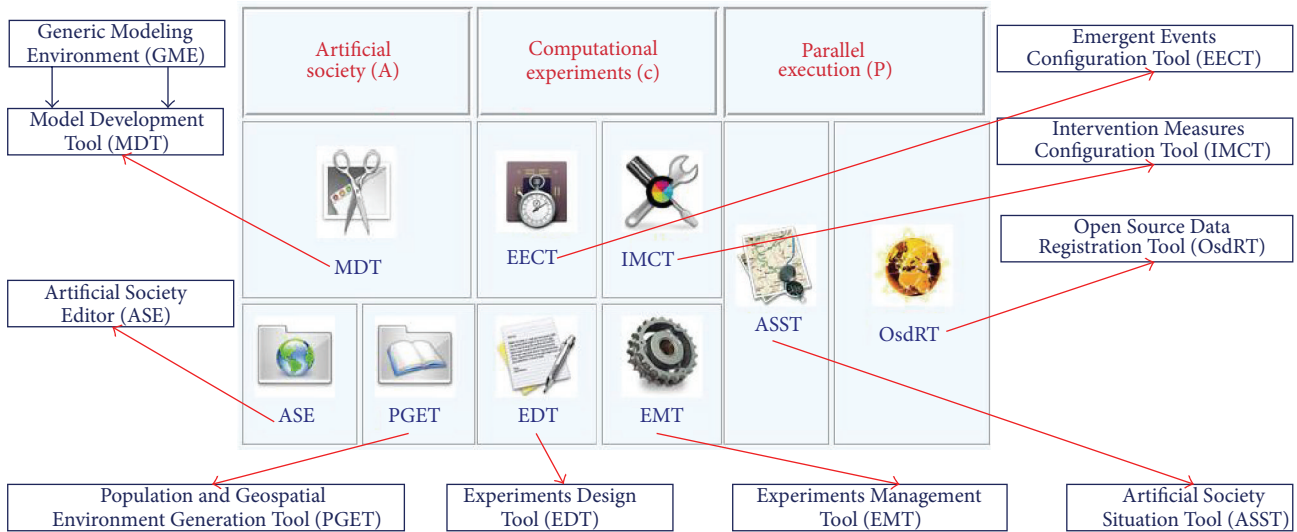 Generic Modeling
Environment (GME)
Model Development
Tool (MDT)
Artificial Society
Editor (ASE)
Artificial
society (A)
Computational
experiments (c)
Parallel
execution (P)
MDT
EECT
IMCT
ASST
OsdRT
ASE
PGET
EDT
EMT
Emergent Events
Configuration Tool (EECT)
Intervention Measures
Configuration Tool (IMCT)
Open Source Data
Registration Tool (OsdRT)
Population and Geospatial
Environment Generation Tool (PGET)
Experiments Design
Tool (EDT)
Experiments Management
Tool (EMT)
Artificial Society
Situation Tool (ASST)